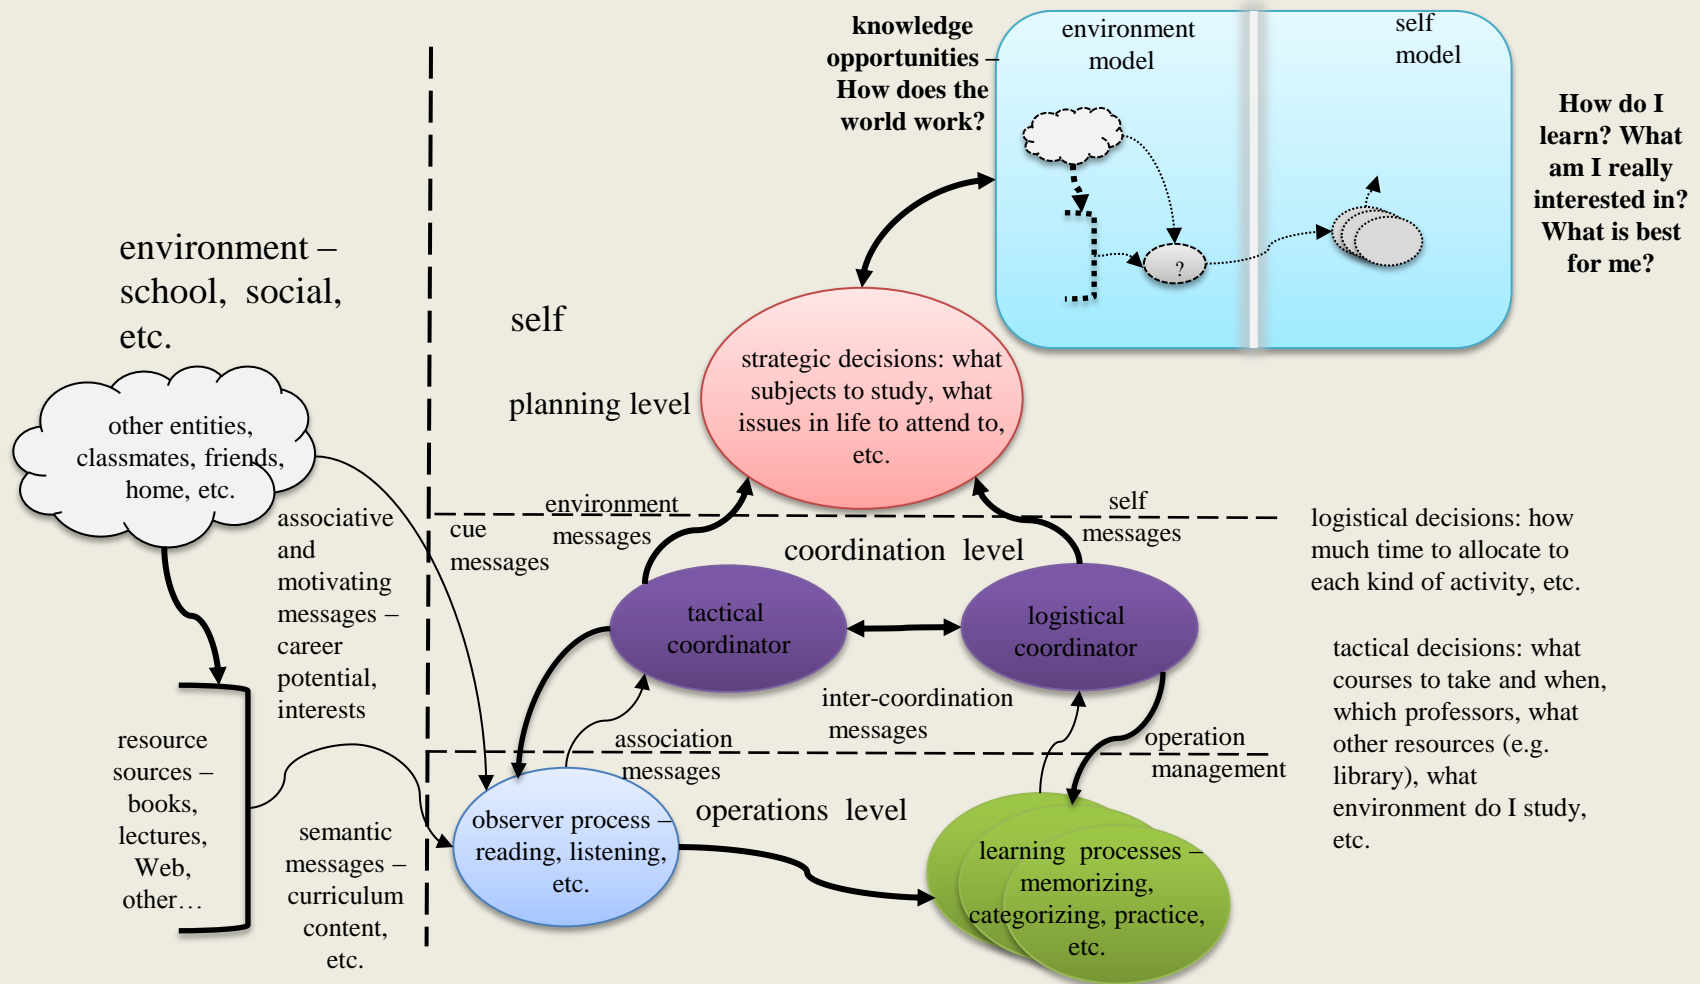 knowledge
opportunities –
How does the
world work?
environment
model
self
model
How do I
learn? What
am I really
interested in?
What is best
for me?
?
environment –
school, social,
etc.
self
planning level
strategic decisions: what
subjects to study, what
issues in life to attend to,
etc.
other entities,
classmates, friends,
home, etc.
associative
and
motivating
messages –
career
potential,
interests
cue
messages
environment
messages
self
messages
coordination level
tactical
coordinator
logistical
coordinator
inter-coordination
messages
logistical decisions: how
much time to allocate to
each kind of activity, etc.
tactical decisions: what
courses to take and when,
which professors, what
other resources (e.g.
library), what
environment do I study,
etc.
resource
sources –
books,
lectures,
Web,
other…
semantic
messages –
curriculum
content,
etc.
association
messages
operation
management
operations level
observer process –
reading, listening,
etc.
learning processes –
memorizing,
categorizing, practice,
etc.